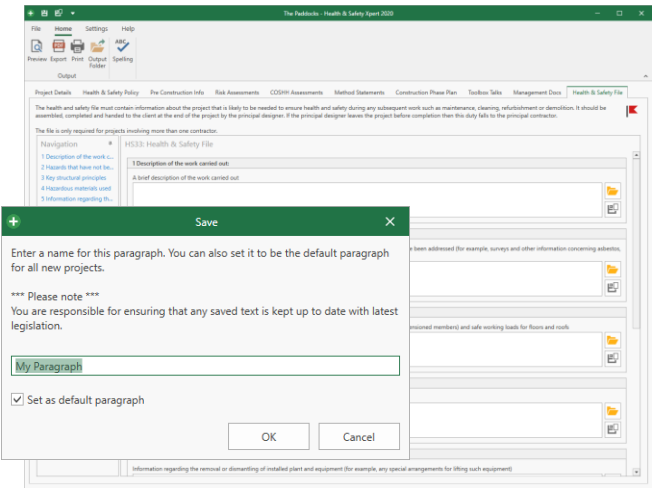 The Paddocks - Health & Safety Xpert 2020
File Home Settings Help
ABC
Preview Export Print Output Folder Spelling
Output
Project Details Health & Safety Policy Pre Construction Info Risk Assessments COSHH Assessments Method Statements Construction Phase Plan Toolbox Talks Management Docs Health & Safety File
The health and safety file must contain information about the project that is likely to be needed to ensure health and safety during any subsequent work such as maintenance, cleaning, refurbishment or demolition. It should be
assembled, completed and handed to the client at the end of the project by the principal designer. If the principal designer leaves the project before completion then this duty falls to the principal contractor.
The file is only required for projects involving more than one contractor.
Navigation
1 Description of the work c...
2 Hazards that have not be...
3 Key structural principles
4 Hazardous materials used
5 Information regarding th...
HS33: Health & Safety File
1 Description of the work carried out:
A brief description of the work carried out
Save
Enter a name for this paragraph. You can also set it to be the default paragraph
for all new projects.
*** Please note ***
You are responsible for ensuring that any saved text is kept up to date with latest
legislation.
My Paragraph
Set as default paragraph
OK Cancel
been addressed (for example, surveys and other information concerning asbestos,
members) and safe working loads for floors and roofs
Information regarding the removal or dismantling of installed plant and equipment (for example, any special arrangements for lifting such equipment)